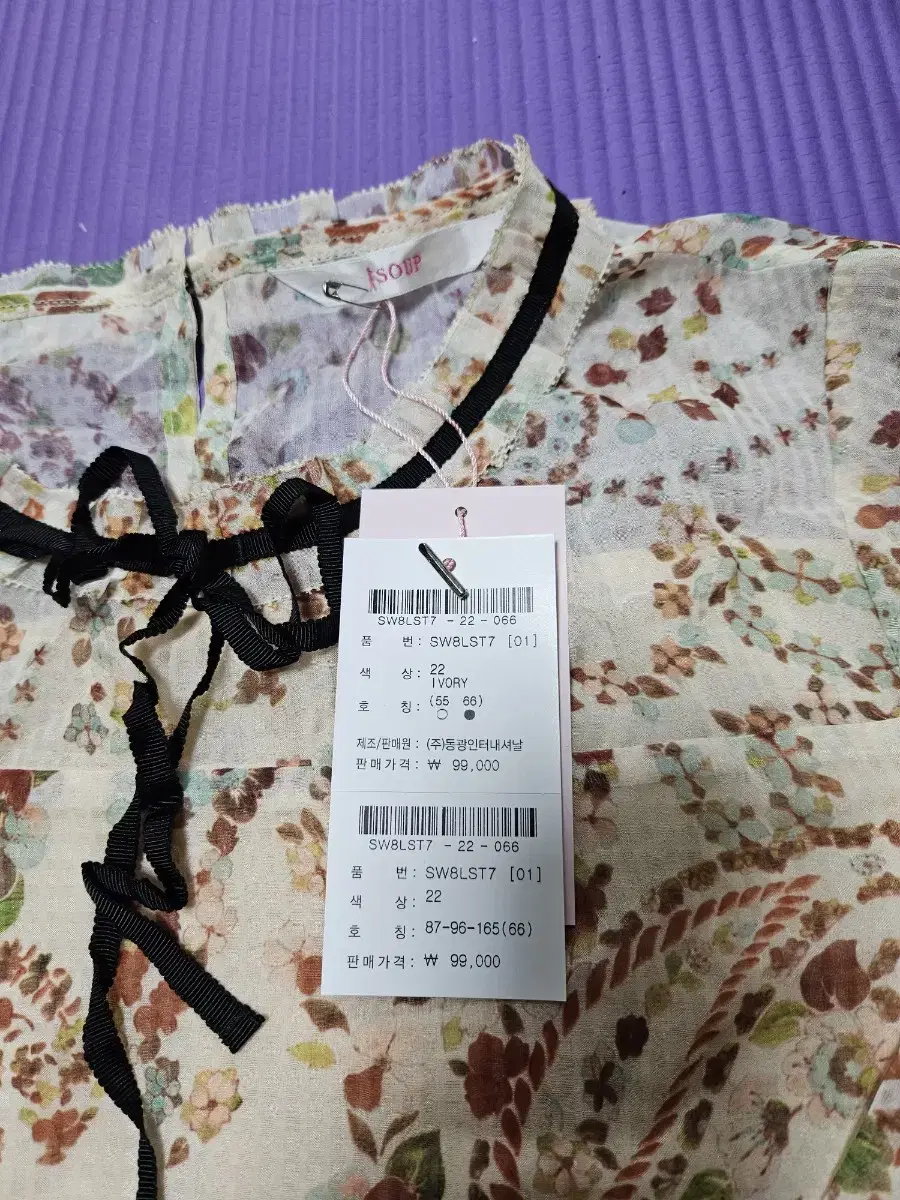 SOUP
SW8LST7 - 22 - 066
품 번: SW8LST7 [01]
색 상: 22
IVORY
호 칭: (55 66)
제조/판매원 : (주)동광인터내셔날
판매가격: ₩ 99,000
SW8LST7 - 22 - 066
품 번: SW8LST7 [01]
색 상: 22
호 칭: 87-96-165(66)
판매가격: ₩ 99,000